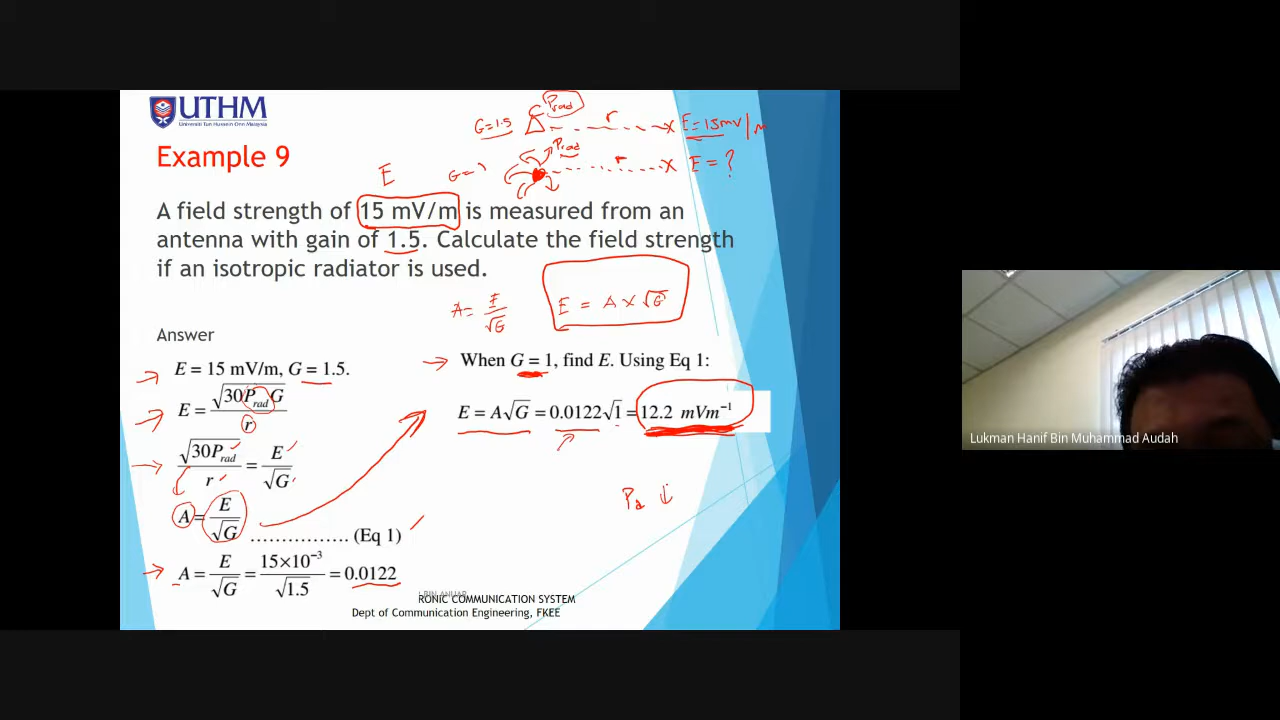 UTHM
Universiti Tun Hussein Onn Malaysia
Example 9
G=1.5 Prad r E=15mV/m
Prad r E = ?
E
A field strength of 15 mV/m is measured from an
antenna with gain of 1.5. Calculate the field strength
if an isotropic radiator is used.
A = E/√G
E = A × √G
Answer
E = 15 mV/m, G = 1.5.
E = √30P_rad G / r
√30P_rad / r = E / √G
A = E / √G ................ (Eq 1)
A = E / √G = 15×10⁻³ / √1.5 = 0.0122
When G = 1, find E. Using Eq 1:
E = A√G = 0.0122√1 = 12.2 mVm⁻¹
Pd ↓
RONIC COMMUNICATION SYSTEM
Dept of Communication Engineering, FKEE
Lukman Hanif Bin Muhammad Audah